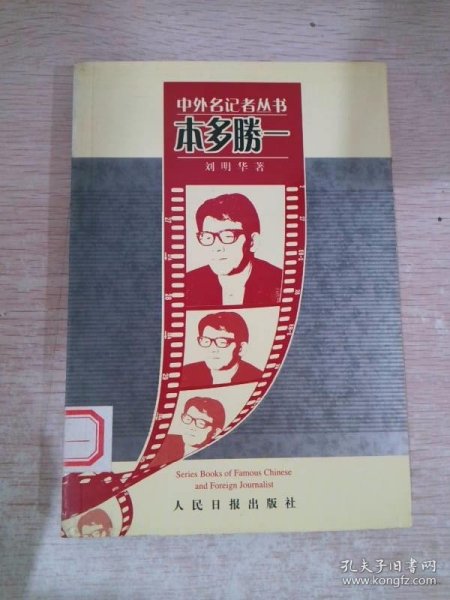 中外名记者丛书
本多勝一
刘明华著
Series Books of Famous Chinese
and Foreign Journalist
人民日报出版社
孔夫子旧书网
www.kongfz.com